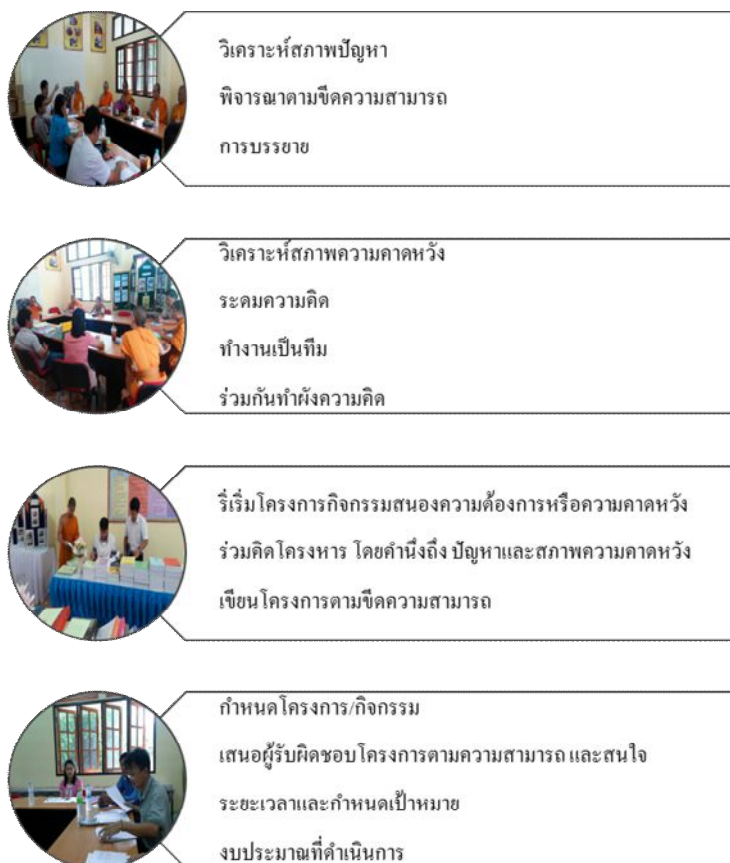 วิเคราะห์สภาพปัญหา
พิจารณาตามขีดความสามารถ
การบรรยาย
วิเคราะห์สภาพความคาดหวัง
ระดมความคิด
ทำงานเป็นทีม
ร่วมกันทำผังความคิด
ริ่เริ่มโครงการกิจกรรมสนองความต้องการหรือความคาดหวัง
ร่วมคิดโครงหาร โดยคำนึงถึง ปัญหาและสภาพความคาดหวัง
เขียนโครงการตามขีดความสามารถ
กำหนดโครงการ/กิจกรรม
เสนอผู้รับผิดชอบโครงการตามความสามารถ และสนใจ
ระยะเวลาและกำหนดเป้าหมาย
งบประมาณที่ดำเนินการ